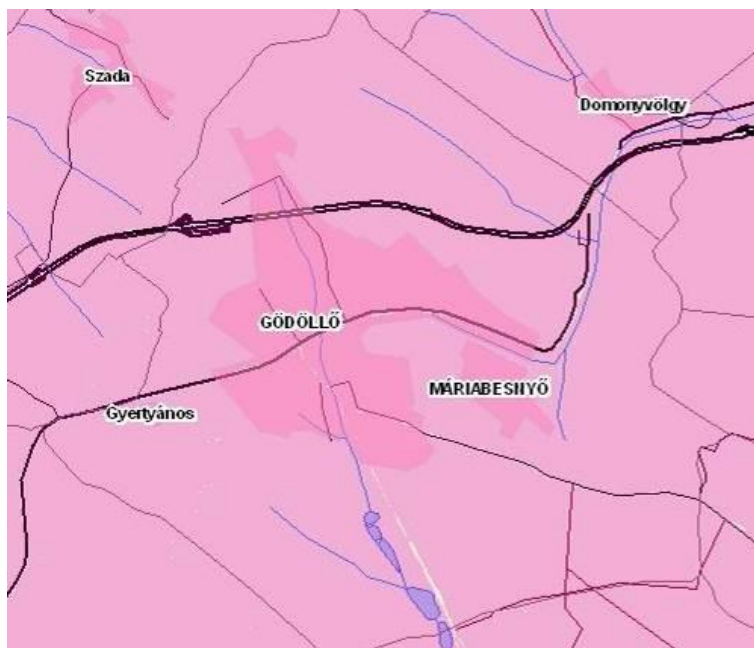 Szada
Domonyvölgy
GÖDÖLLŐ
MÁRIABESNYŐ
Gyertyános